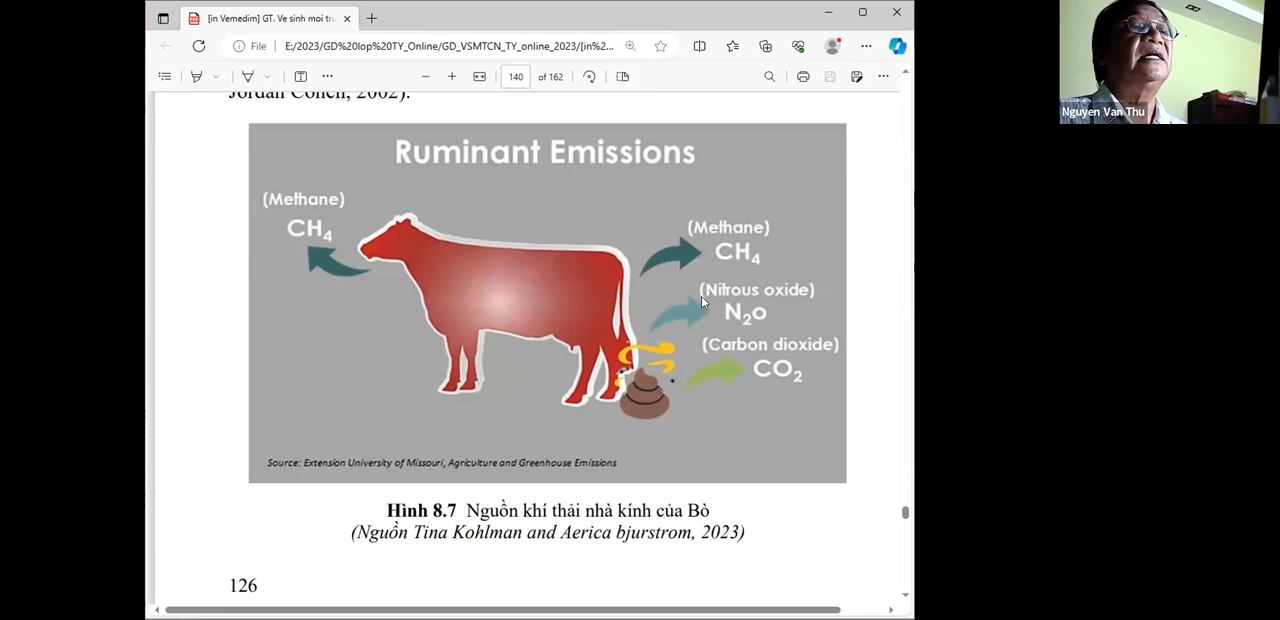 [in Vemedim] GT. Ve sinh moi tru
File
E:/2023/GD%20lop%20TY_Online/GD_VSMTCN_TY_online_2023/[in%2...
140 of 162
Nguyen Van Thu
Jordan Cohen, 2002).
Ruminant Emissions
(Methane)
CH4
(Methane)
CH4
(Nitrous oxide)
N2o
(Carbon dioxide)
CO2
Source: Extension University of Missouri, Agriculture and Greenhouse Emissions
Hình 8.7 Nguồn khí thải nhà kính của Bò
(Nguồn Tina Kohlman and Aerica bjurstrom, 2023)
126